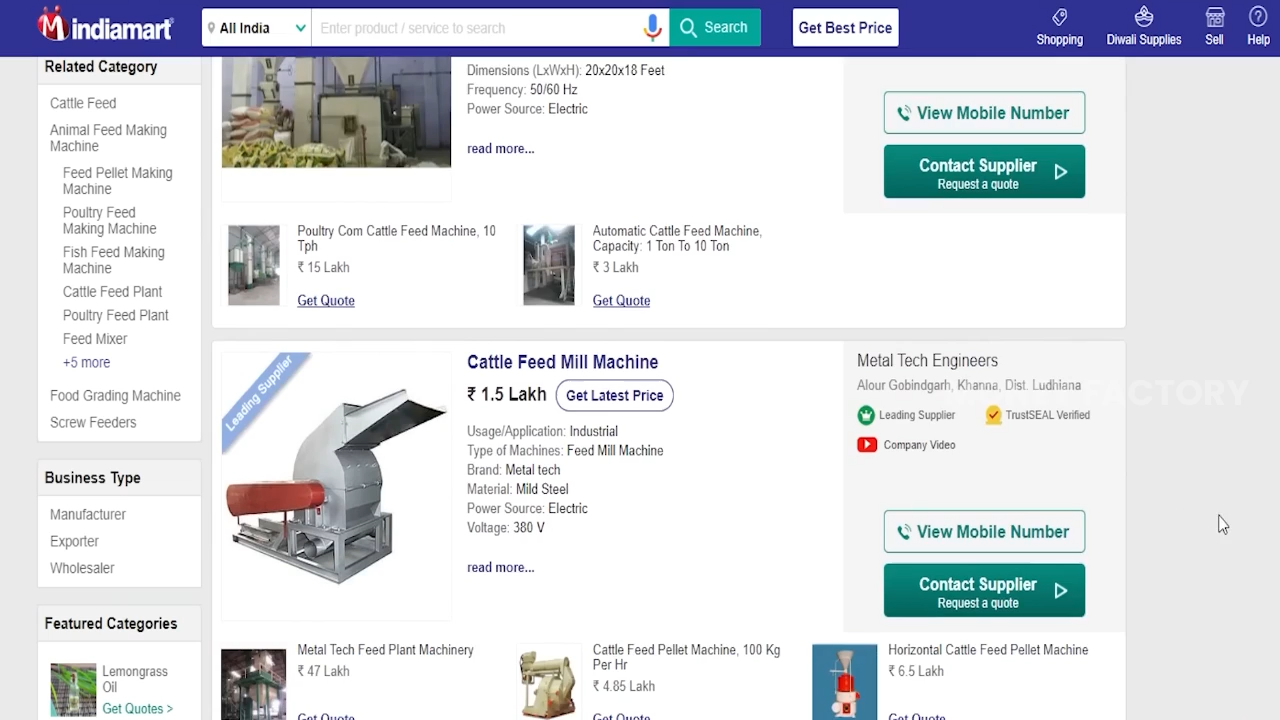 indiamart
All India
Enter product / service to search
Search
Get Best Price
Shopping
Diwali Supplies
Sell
Help
Related Category
Cattle Feed
Animal Feed Making
Machine
Feed Pellet Making
Machine
Poultry Feed
Making Machine
Fish Feed Making
Machine
Cattle Feed Plant
Poultry Feed Plant
Feed Mixer
+5 more
Food Grading Machine
Screw Feeders
Business Type
Manufacturer
Exporter
Wholesaler
Featured Categories
Lemongrass
Oil
Get Quotes >
Dimensions (LxWxH): 20x20x18 Feet
Frequency: 50/60 Hz
Power Source: Electric
read more...
View Mobile Number
Contact Supplier
Request a quote
Poultry Com Cattle Feed Machine, 10
Tph
₹ 15 Lakh
Get Quote
Automatic Cattle Feed Machine,
Capacity: 1 Ton To 10 Ton
₹ 3 Lakh
Get Quote
Leading Supplier
Cattle Feed Mill Machine
₹ 1.5 Lakh
Get Latest Price
Usage/Application: Industrial
Type of Machines: Feed Mill Machine
Brand: Metal tech
Material: Mild Steel
Power Source: Electric
Voltage: 380 V
read more...
Metal Tech Engineers
Alour Gobindgarh, Khanna, Dist. Ludhiana
FACTORY
Leading Supplier
TrustSEAL Verified
Company Video
View Mobile Number
Contact Supplier
Request a quote
Metal Tech Feed Plant Machinery
₹ 47 Lakh
Get Quote
Cattle Feed Pellet Machine, 100 Kg
Per Hr
₹ 4.85 Lakh
Get Quote
Horizontal Cattle Feed Pellet Machine
₹ 6.5 Lakh
Get Quote